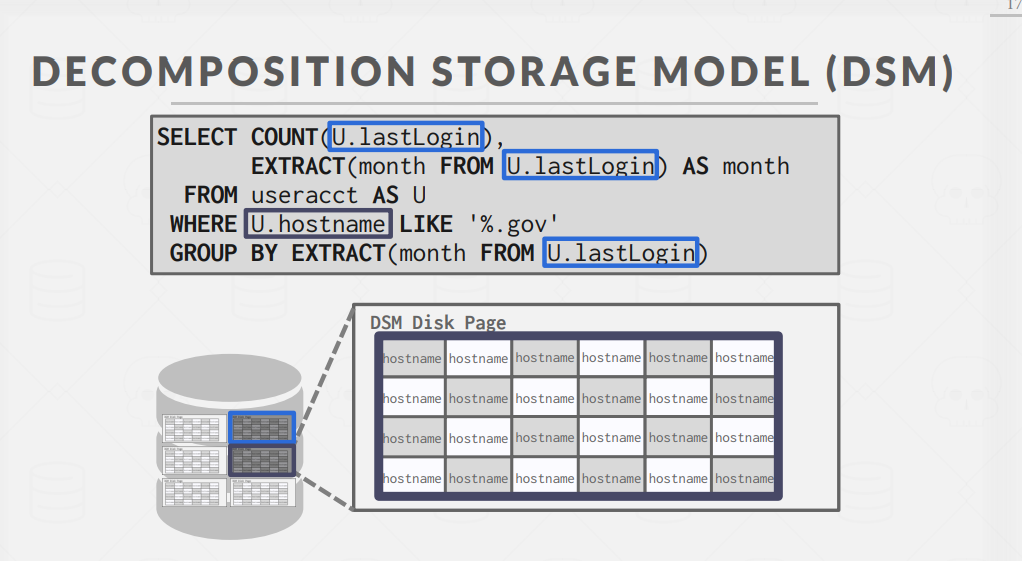 17
DECOMPOSITION STORAGE MODEL (DSM)
SELECT COUNT(U.lastLogin),
EXTRACT(month FROM U.lastLogin) AS month
FROM useracct AS U
WHERE U.hostname LIKE '%.gov'
GROUP BY EXTRACT(month FROM U.lastLogin)
DSM Disk Page
hostname hostname hostname hostname hostname hostname
hostname hostname hostname hostname hostname hostname
hostname hostname hostname hostname hostname hostname
hostname hostname hostname hostname hostname hostname